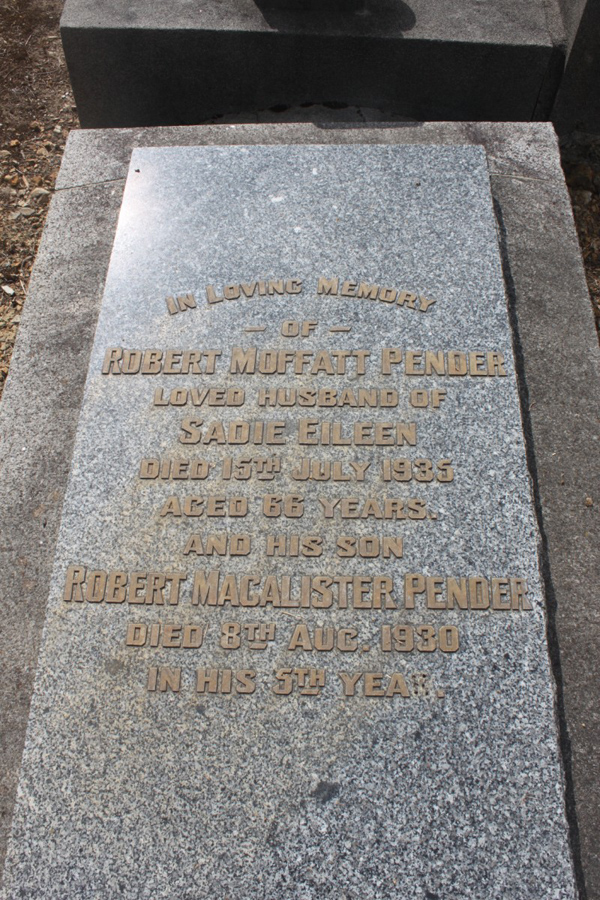 IN LOVING MEMORY
— OF —
ROBERT MOFFATT PENDER
LOVED HUSBAND OF
SADIE EILEEN
DIED 15TH JULY 1935
AGED 66 YEARS.
AND HIS SON
ROBERT MACALISTER PENDER
DIED 8TH AUG. 1930
IN HIS 5TH YEAR.